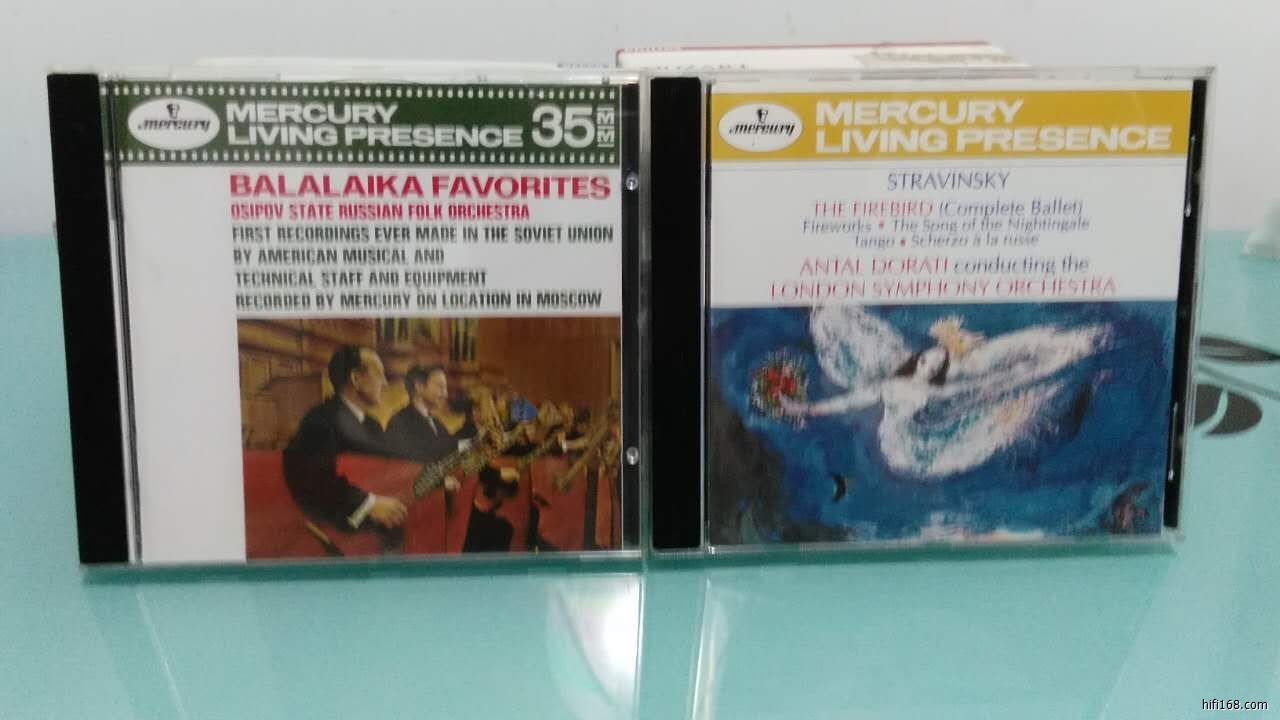 MOZART
mercury
MERCURY
LIVING PRESENCE
35
MM
BALALAIKA FAVORITES
OSIPOV STATE RUSSIAN FOLK ORCHESTRA
FIRST RECORDINGS EVER MADE IN THE SOVIET UNION
BY AMERICAN MUSICAL AND
TECHNICAL STAFF AND EQUIPMENT
RECORDED BY MERCURY ON LOCATION IN MOSCOW
mercury
MERCURY
LIVING PRESENCE
STRAVINSKY
THE FIREBIRD (Complete Ballet)
Fireworks • The Song of the Nightingale
Tango • Scherzo à la russe
ANTAL DORATI conducting the
LONDON SYMPHONY ORCHESTRA
hifi168.com